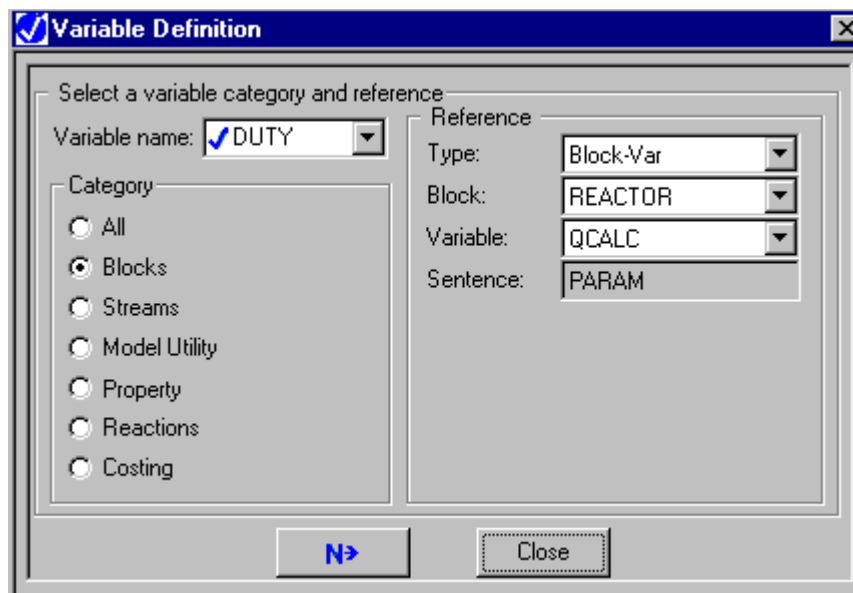 Variable Definition
Select a variable category and reference
Variable name: DUTY
Category
All
Blocks
Streams
Model Utility
Property
Reactions
Costing
Reference
Type: Block-Var
Block: REACTOR
Variable: QCALC
Sentence: PARAM
N
Close